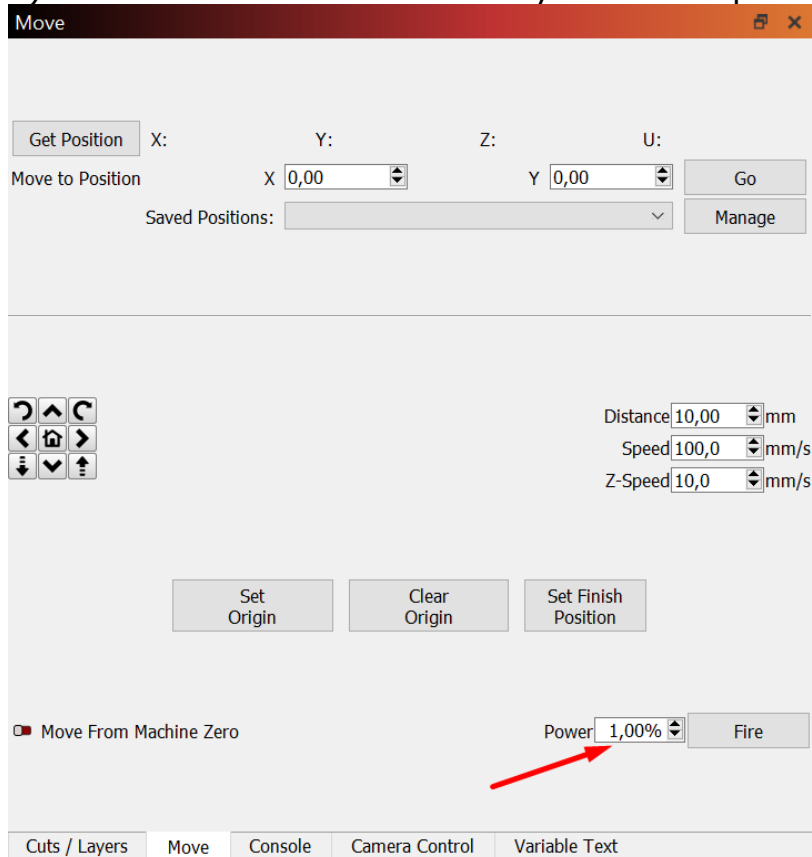 Move
Get Position X: Y: Z: U:
Move to Position X 0,00 Y 0,00 Go
Saved Positions: Manage
Distance 10,00 mm
Speed 100,0 mm/s
Z-Speed 10,0 mm/s
Set Origin Clear Origin Set Finish Position
Move From Machine Zero Power 1,00% Fire
Cuts / Layers Move Console Camera Control Variable Text